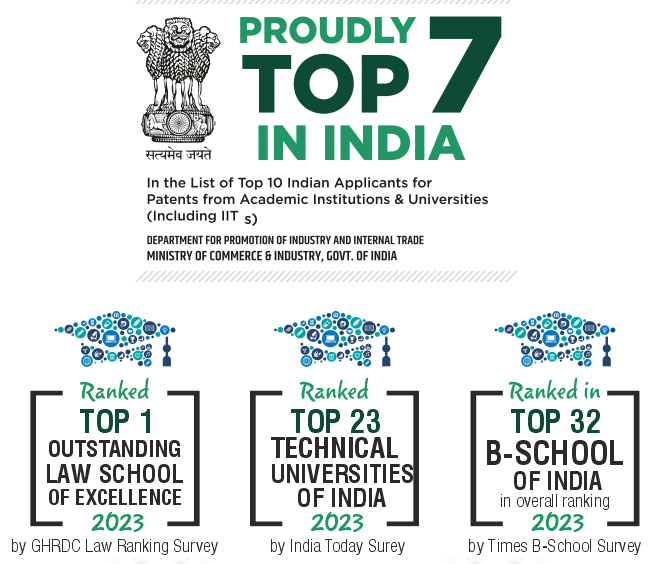 PROUDLY
TOP 7
IN INDIA
सत्यमेव जयते
In the List of Top 10 Indian Applicants for
Patents from Academic Institutions & Universities
(Including IIT s)
DEPARTMENT FOR PROMOTION OF INDUSTRY AND INTERNAL TRADE
MINISTRY OF COMMERCE & INDUSTRY, GOVT. OF INDIA
Ranked
TOP 1
OUTSTANDING
LAW SCHOOL
OF EXCELLENCE
2023
by GHRDC Law Ranking Survey
Ranked
TOP 23
TECHNICAL
UNIVERSITIES
OF INDIA
2023
by India Today Surey
Ranked in
TOP 32
B-SCHOOL
OF INDIA
in overall ranking
2023
by Times B-School Survey